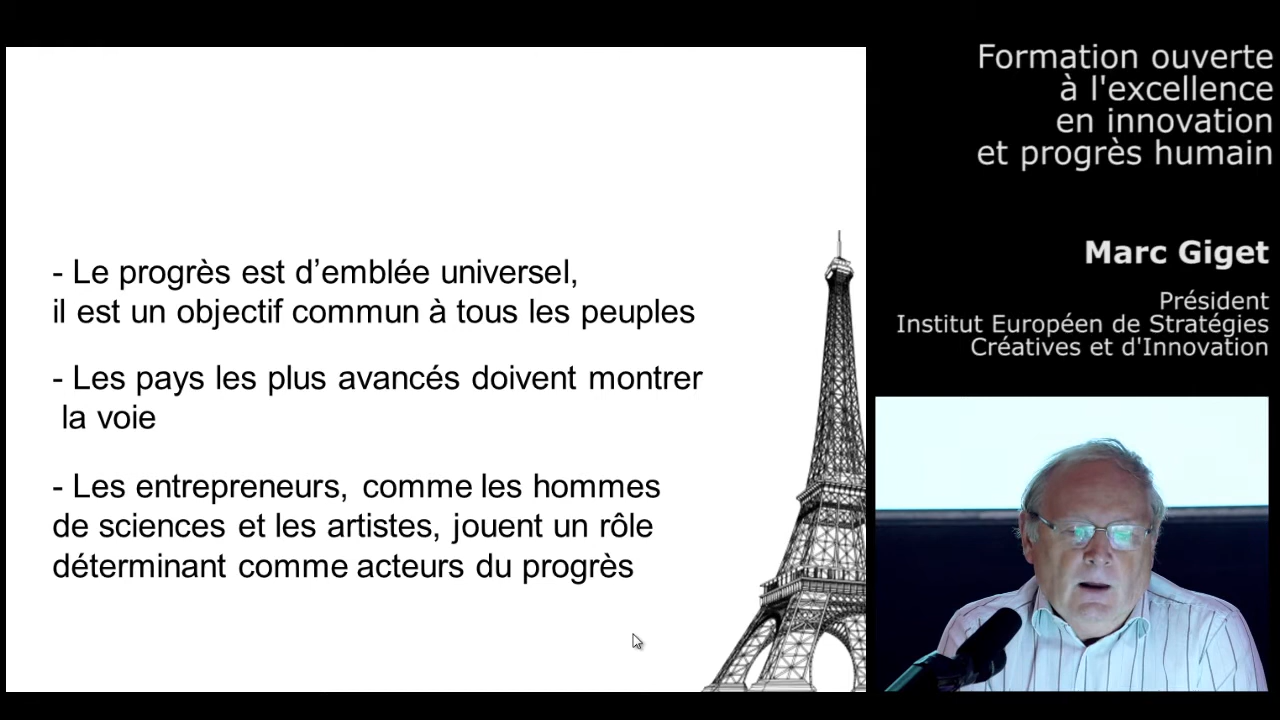 Formation ouverte
à l'excellence
en innovation
et progrès humain
Marc Giget
Président
Institut Européen de Stratégies
Créatives et d'Innovation
- Le progrès est d’emblée universel,
il est un objectif commun à tous les peuples
- Les pays les plus avancés doivent montrer
la voie
- Les entrepreneurs, comme les hommes
de sciences et les artistes, jouent un rôle
déterminant comme acteurs du progrès